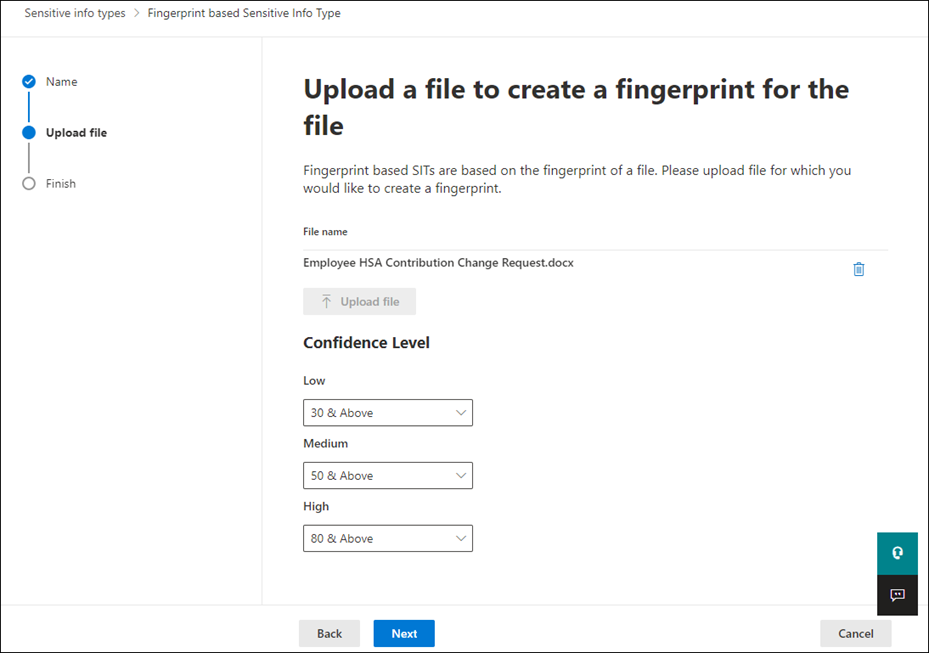 Sensitive info types > Fingerprint based Sensitive Info Type
Name
Upload file
Finish
Upload a file to create a fingerprint for the
file
Fingerprint based SITs are based on the fingerprint of a file. Please upload file for which you
would like to create a fingerprint.
File name
Employee HSA Contribution Change Request.docx
Upload file
Confidence Level
Low
30 & Above
Medium
50 & Above
High
80 & Above
Back
Next
Cancel